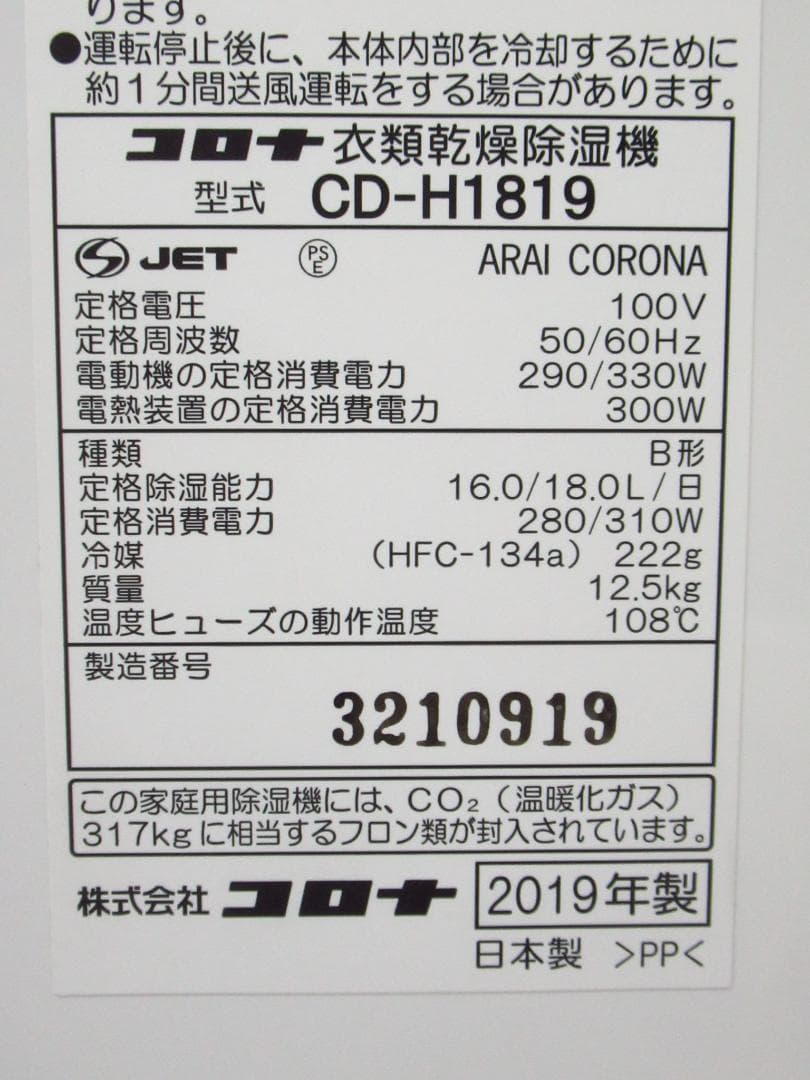 ります。
●運転停止後に、本体内部を冷却するために
約1分間送風運転をする場合があります。
コロナ衣類乾燥除湿機
型式 CD-H1819
JET PSE ARAI CORONA
定格電圧 100V
定格周波数 50/60Hz
電動機の定格消費電力 290/330W
電熱装置の定格消費電力 300W
種類 B形
定格除湿能力 16.0/18.0L/日
定格消費電力 280/310W
冷媒 (HFC-134a) 222g
質量 12.5kg
温度ヒューズの動作温度 108℃
製造番号
3210919
この家庭用除湿機には、CO₂(温暖化ガス)
317kgに相当するフロン類が封入されています。
株式会社 コロナ 2019年製
日本製 >PP<